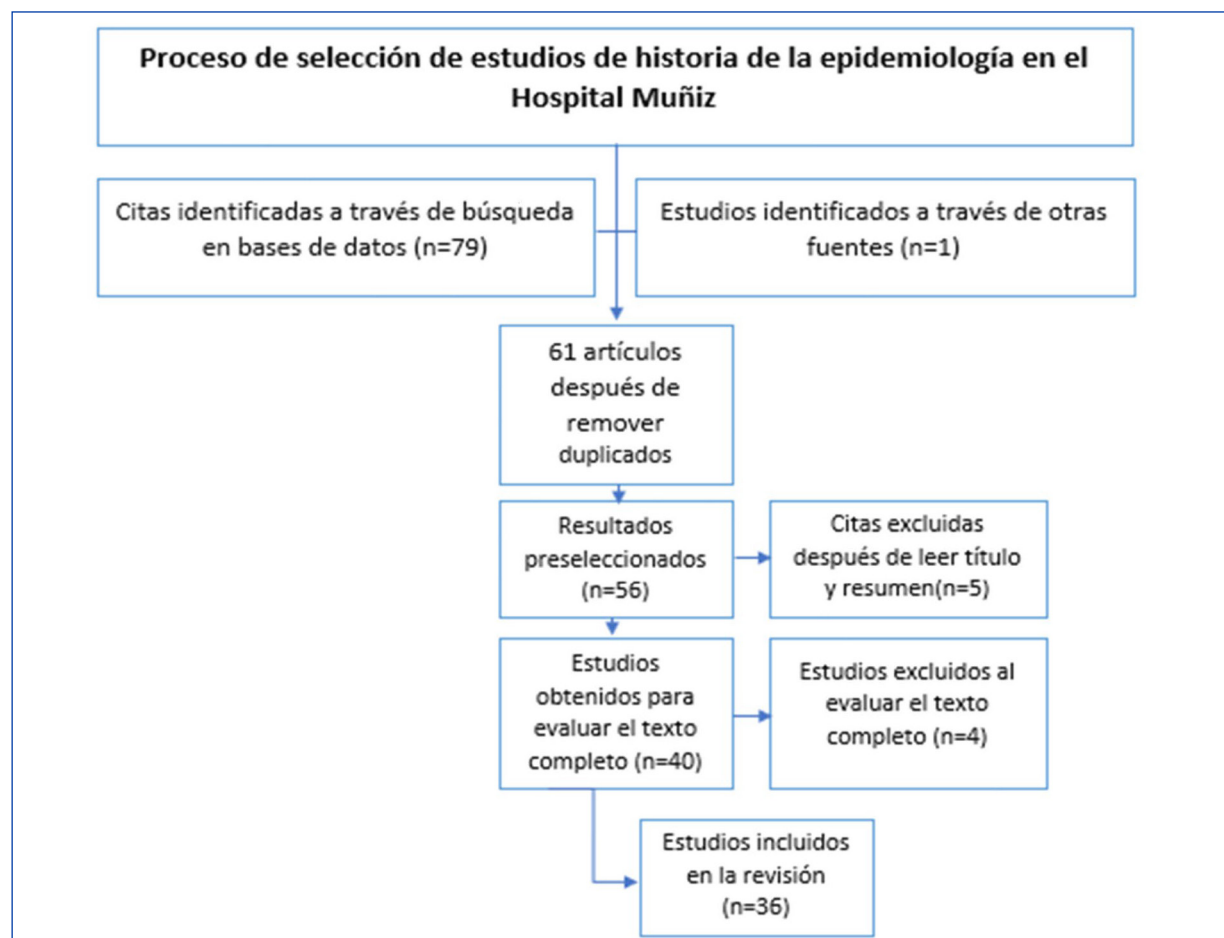 Proceso de selección de estudios de historia de la epidemiología en el
Hospital Muñiz
Citas identificadas a través de búsqueda
en bases de datos (n=79)
Estudios identificados a través de otras
fuentes (n=1)
61 artículos
después de
remover
duplicados
Resultados
preseleccionados
(n=56)
Citas excluidas
después de leer título
y resumen(n=5)
Estudios
obtenidos para
evaluar el texto
completo (n=40)
Estudios excluidos al
evaluar el texto
completo (n=4)
Estudios incluidos
en la revisión
(n=36)